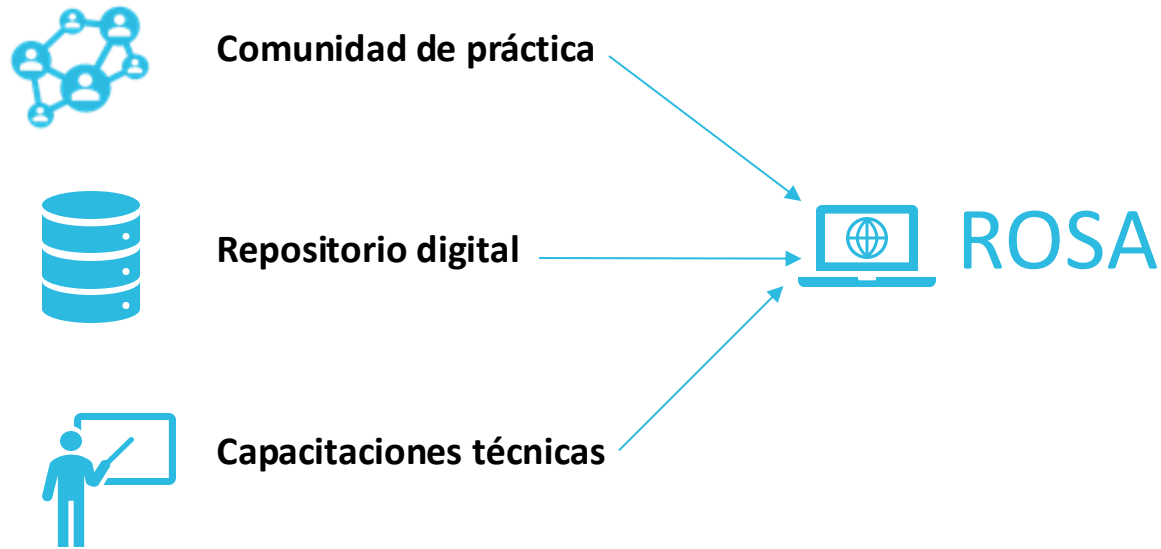 Comunidad de práctica
Repositorio digital
ROSA
Capacitaciones técnicas